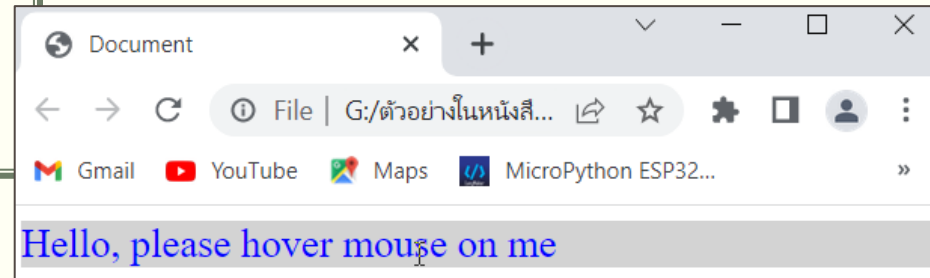 Document
File | G:/ตัวอย่างในหนังสื...
Gmail YouTube Maps MicroPython ESP32... »
Hello, please hover mouse on me